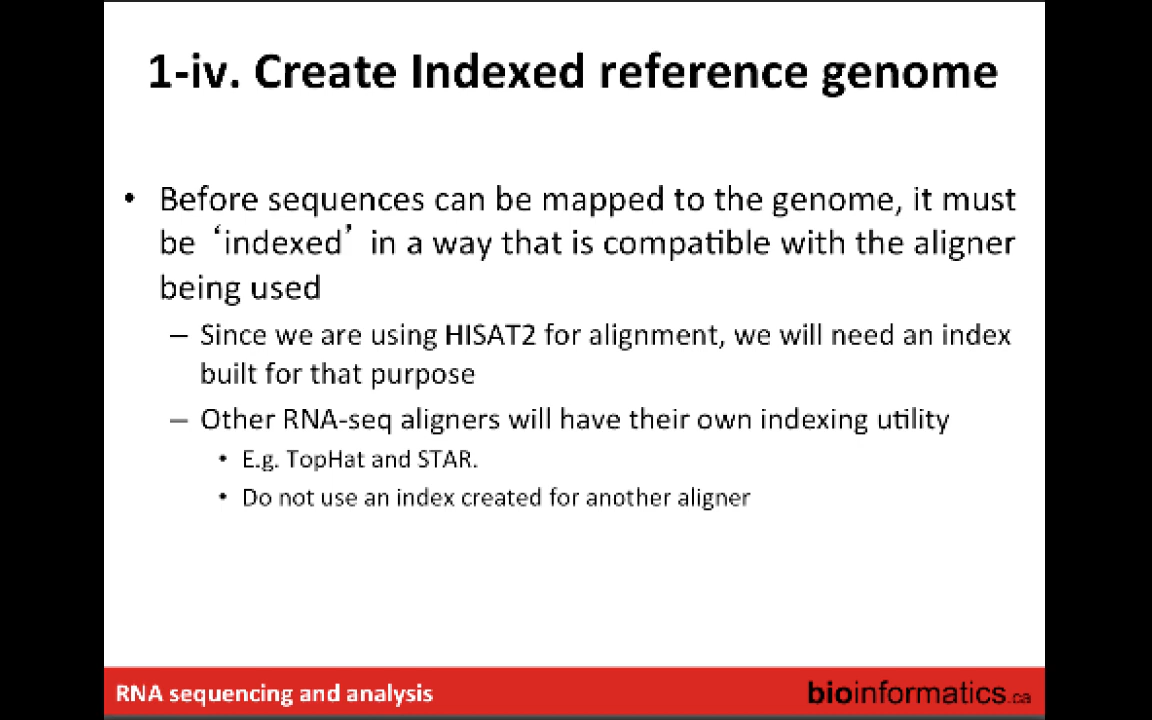 1-iv. Create Indexed reference genome
• Before sequences can be mapped to the genome, it must
be ‘indexed’ in a way that is compatible with the aligner
being used
– Since we are using HISAT2 for alignment, we will need an index
built for that purpose
– Other RNA-seq aligners will have their own indexing utility
• E.g. TopHat and STAR.
• Do not use an index created for another aligner
RNA sequencing and analysis
bioinformatics.ca